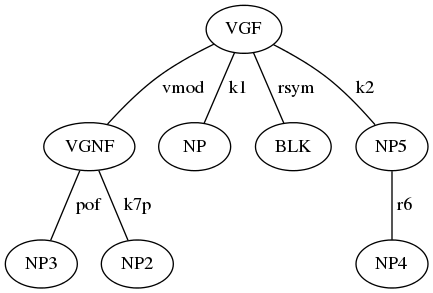 VGF
vmod k1 rsym k2
VGNF NP BLK NP5
pof k7p r6
NP3 NP2 NP4